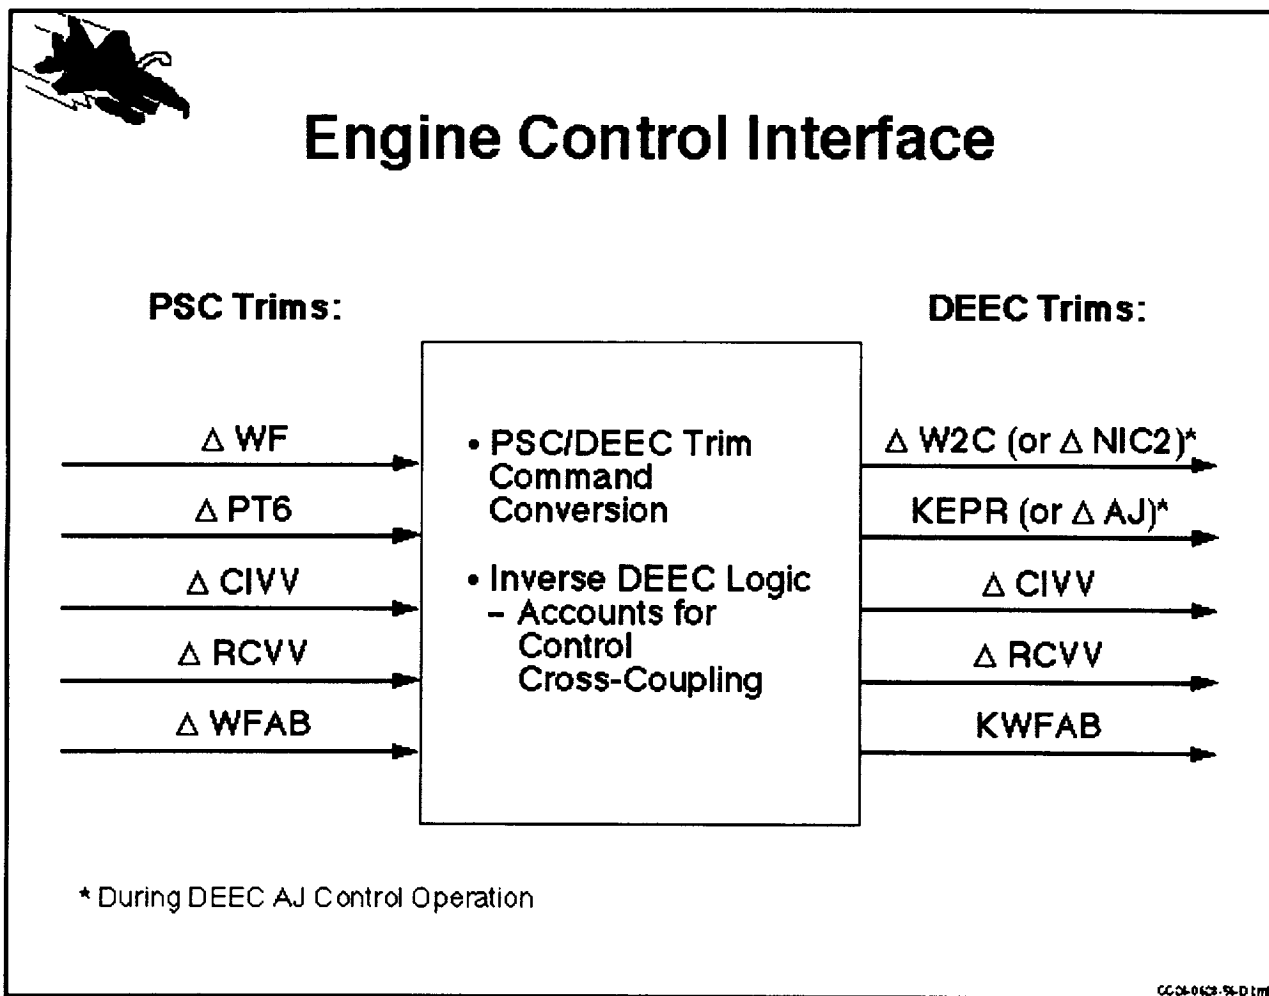 Engine Control Interface
PSC Trims:
DEEC Trims:
Δ WF
Δ PT6
Δ CIVV
Δ RCVV
Δ WFAB
• PSC/DEEC Trim
Command
Conversion
• Inverse DEEC Logic
– Accounts for
Control
Cross-Coupling
Δ W2C (or Δ NIC2)*
KEPR (or Δ AJ)*
Δ CIVV
Δ RCVV
KWFAB
* During DEEC AJ Control Operation